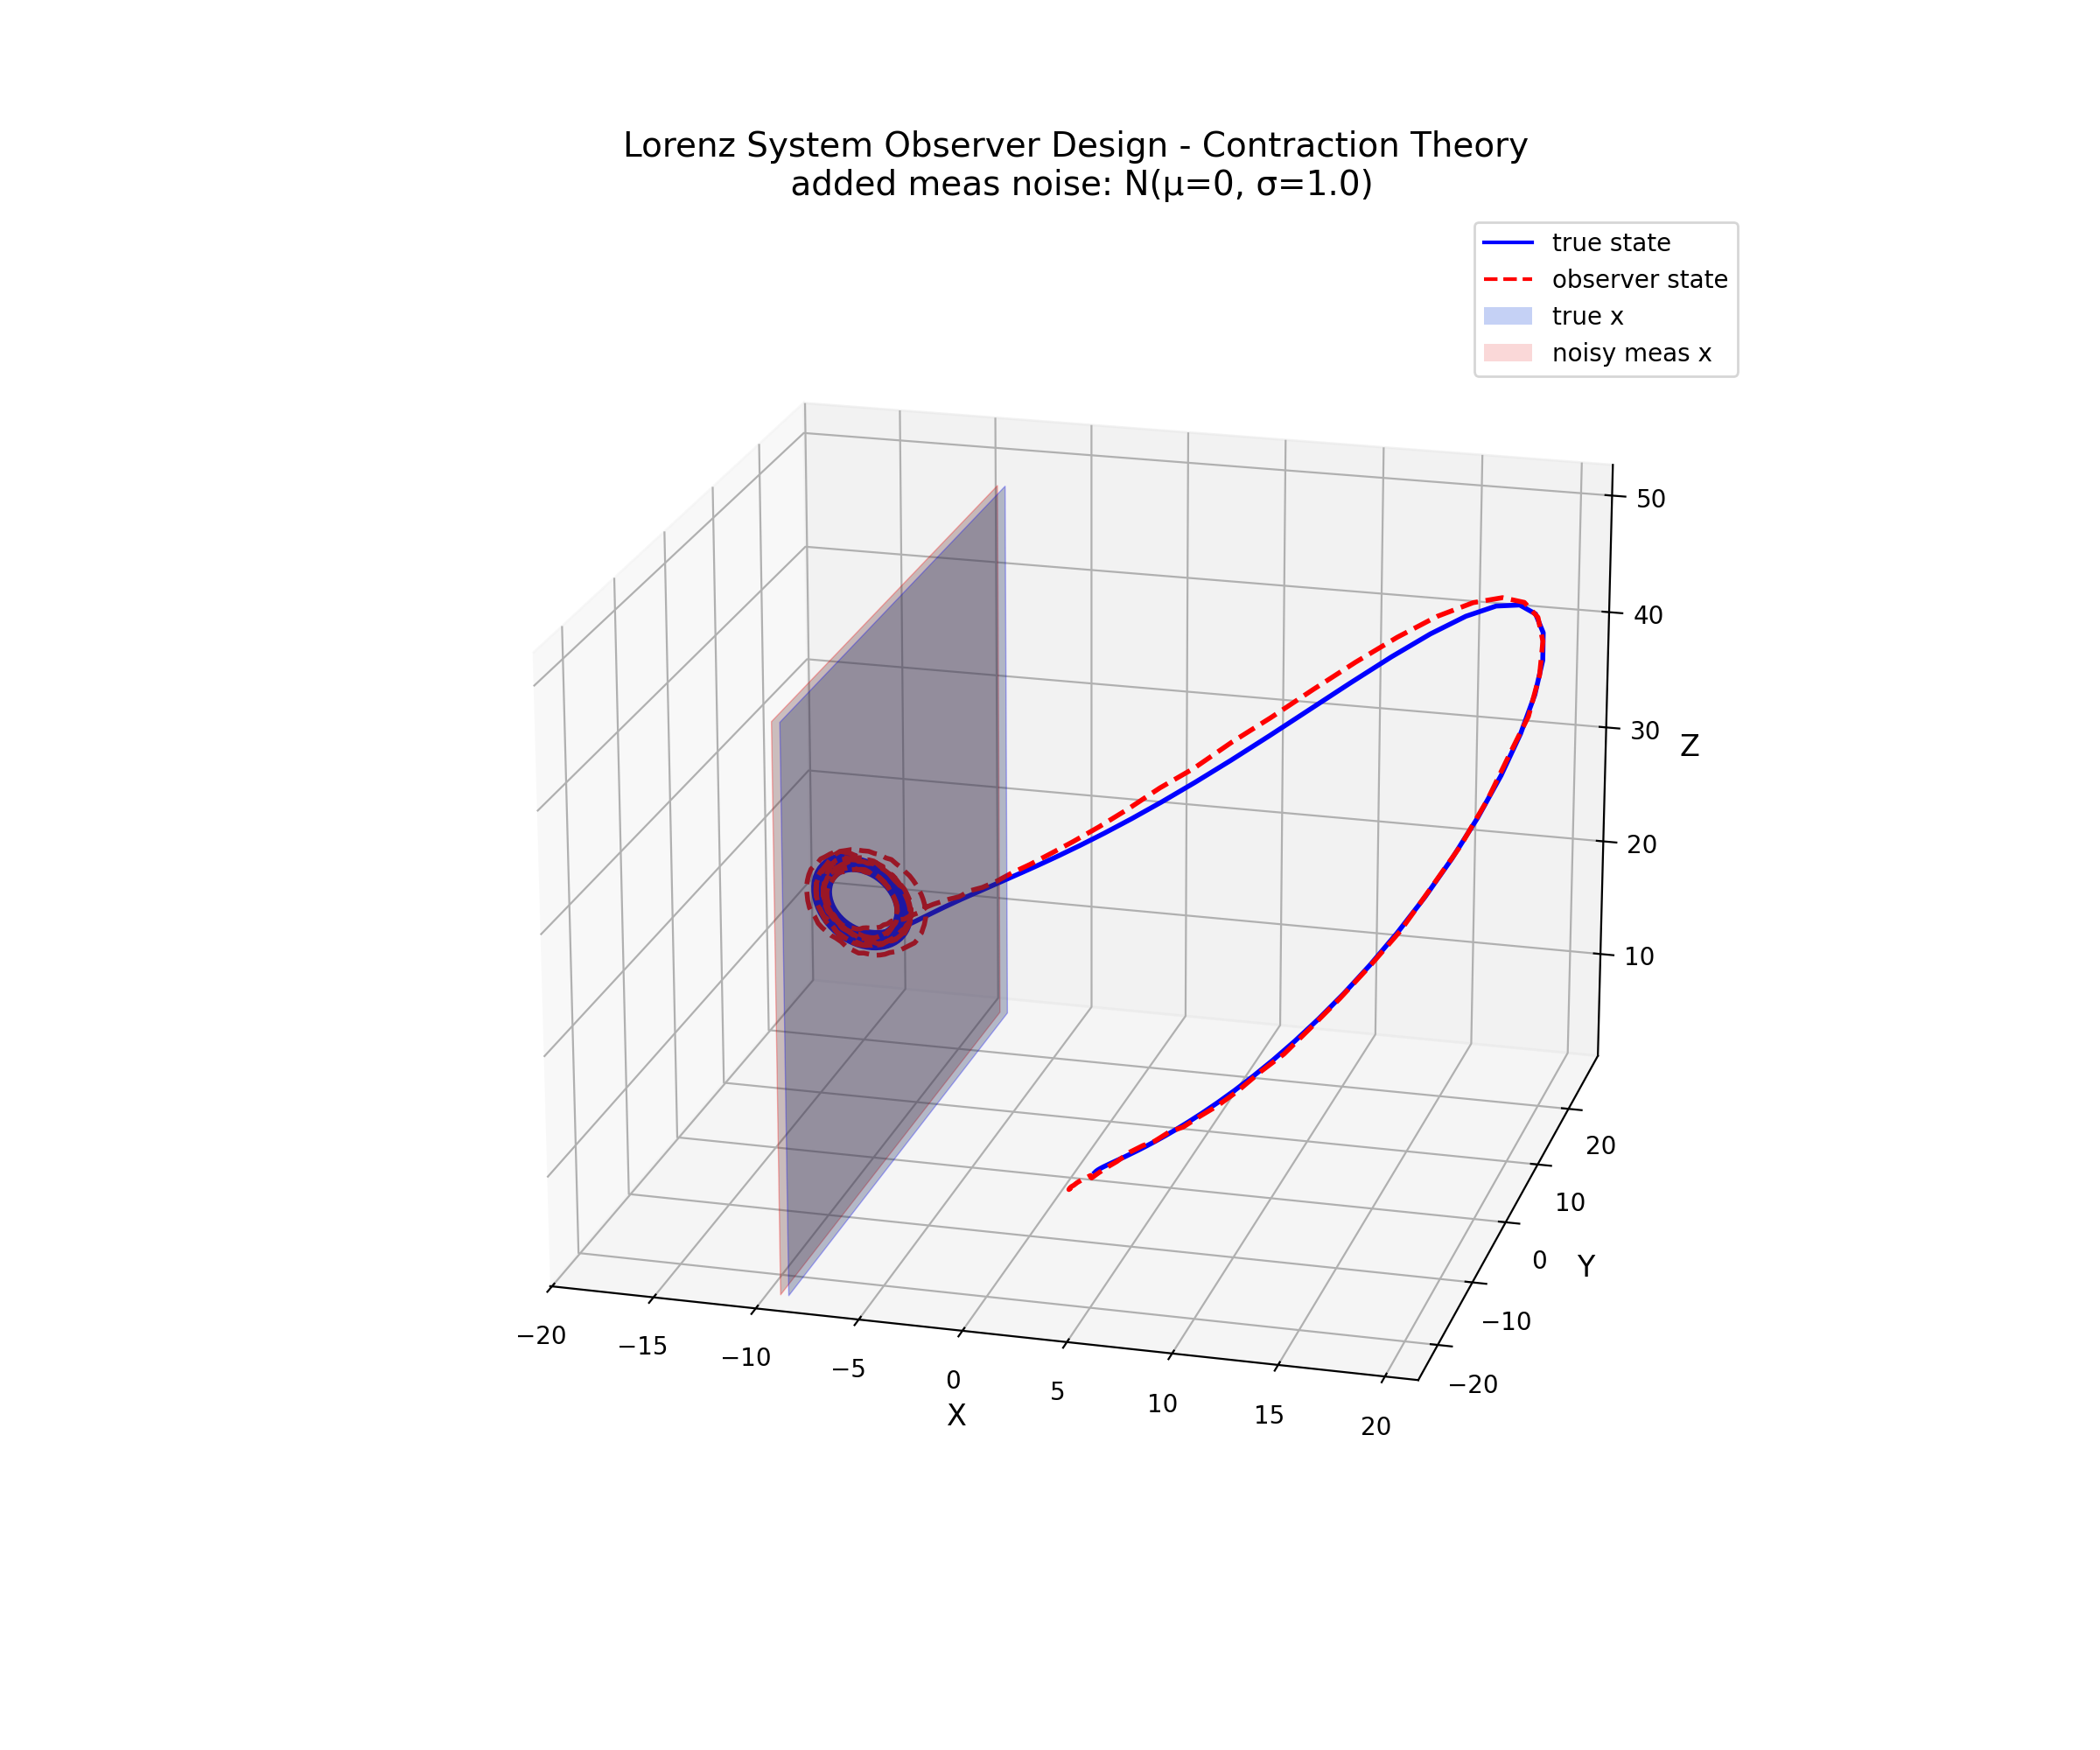 Lorenz System Observer Design - Contraction Theory
added meas noise: N(μ=0, σ=1.0)
true state
observer state
true x
noisy meas x
50
40
30
20
10
Z
20
10
0
−10
−20
Y
−20
−15
−10
−5
0
5
10
15
20
X